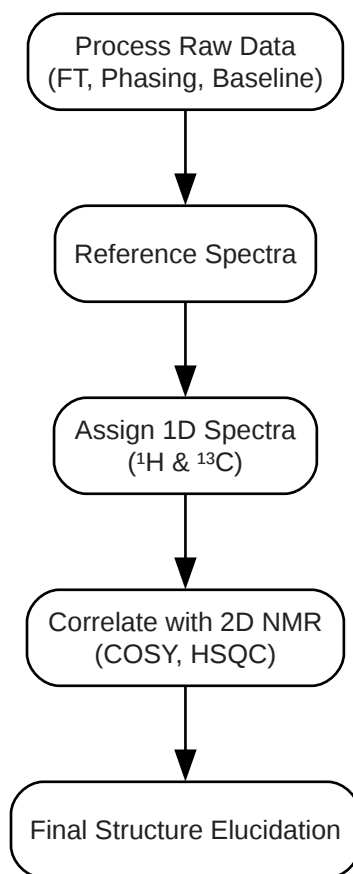 Process Raw Data
(FT, Phasing, Baseline)
Reference Spectra
Assign 1D Spectra
(¹H & ¹³C)
Correlate with 2D NMR
(COSY, HSQC)
Final Structure Elucidation